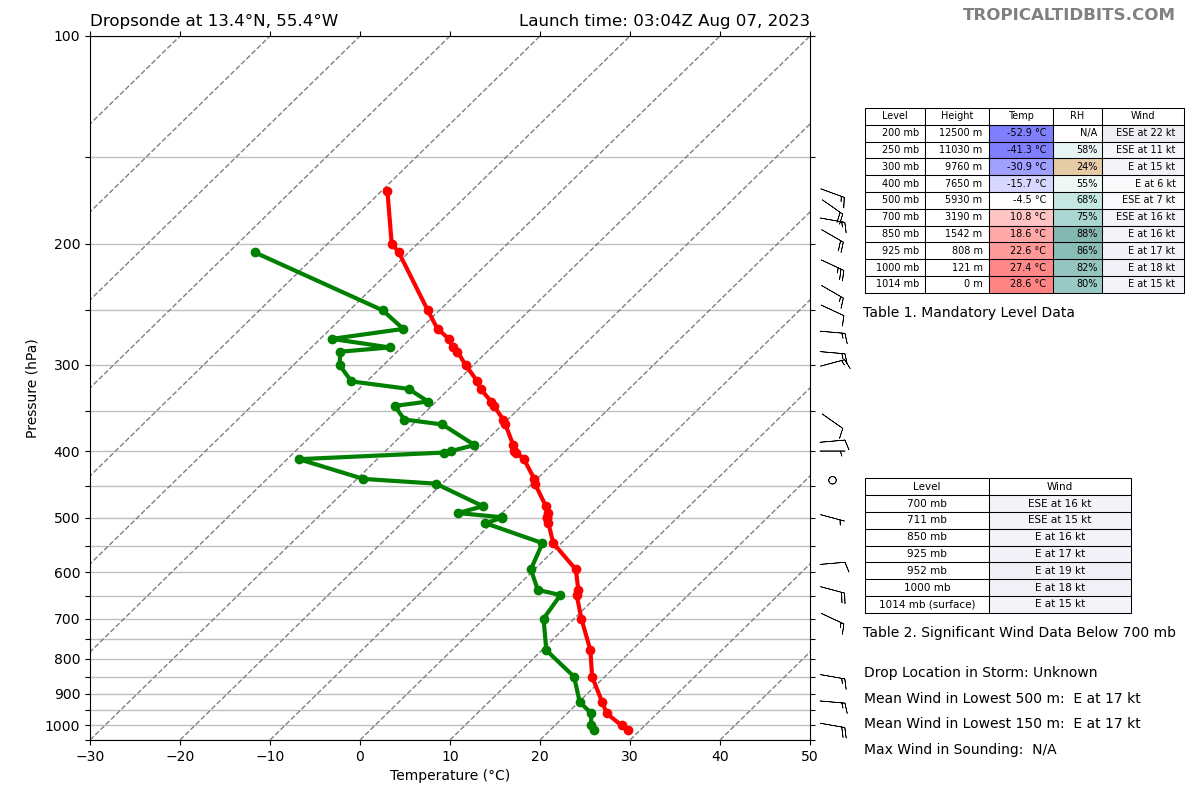 Dropsonde at 13.4°N, 55.4°W
Launch time: 03:04Z Aug 07, 2023
TROPICALTIDBITS.COM
Pressure (hPa)
100
200
300
400
500
600
700
800
900
1000
−30 −20 −10 0 10 20 30 40 50
Temperature (°C)
Level Height Temp RH Wind
200 mb 12500 m -52.9 °C N/A ESE at 22 kt
250 mb 11030 m -41.3 °C 58% ESE at 11 kt
300 mb 9760 m -30.9 °C 24% E at 15 kt
400 mb 7650 m -15.7 °C 55% E at 6 kt
500 mb 5930 m -4.5 °C 68% ESE at 7 kt
700 mb 3190 m 10.8 °C 75% ESE at 16 kt
850 mb 1542 m 18.6 °C 88% E at 16 kt
925 mb 808 m 22.6 °C 86% E at 17 kt
1000 mb 121 m 27.4 °C 82% E at 18 kt
1014 mb 0 m 28.6 °C 80% E at 15 kt
Table 1. Mandatory Level Data
Level Wind
700 mb ESE at 16 kt
711 mb ESE at 15 kt
850 mb E at 16 kt
925 mb E at 17 kt
952 mb E at 19 kt
1000 mb E at 18 kt
1014 mb (surface) E at 15 kt
Table 2. Significant Wind Data Below 700 mb
Drop Location in Storm: Unknown
Mean Wind in Lowest 500 m: E at 17 kt
Mean Wind in Lowest 150 m: E at 17 kt
Max Wind in Sounding: N/A